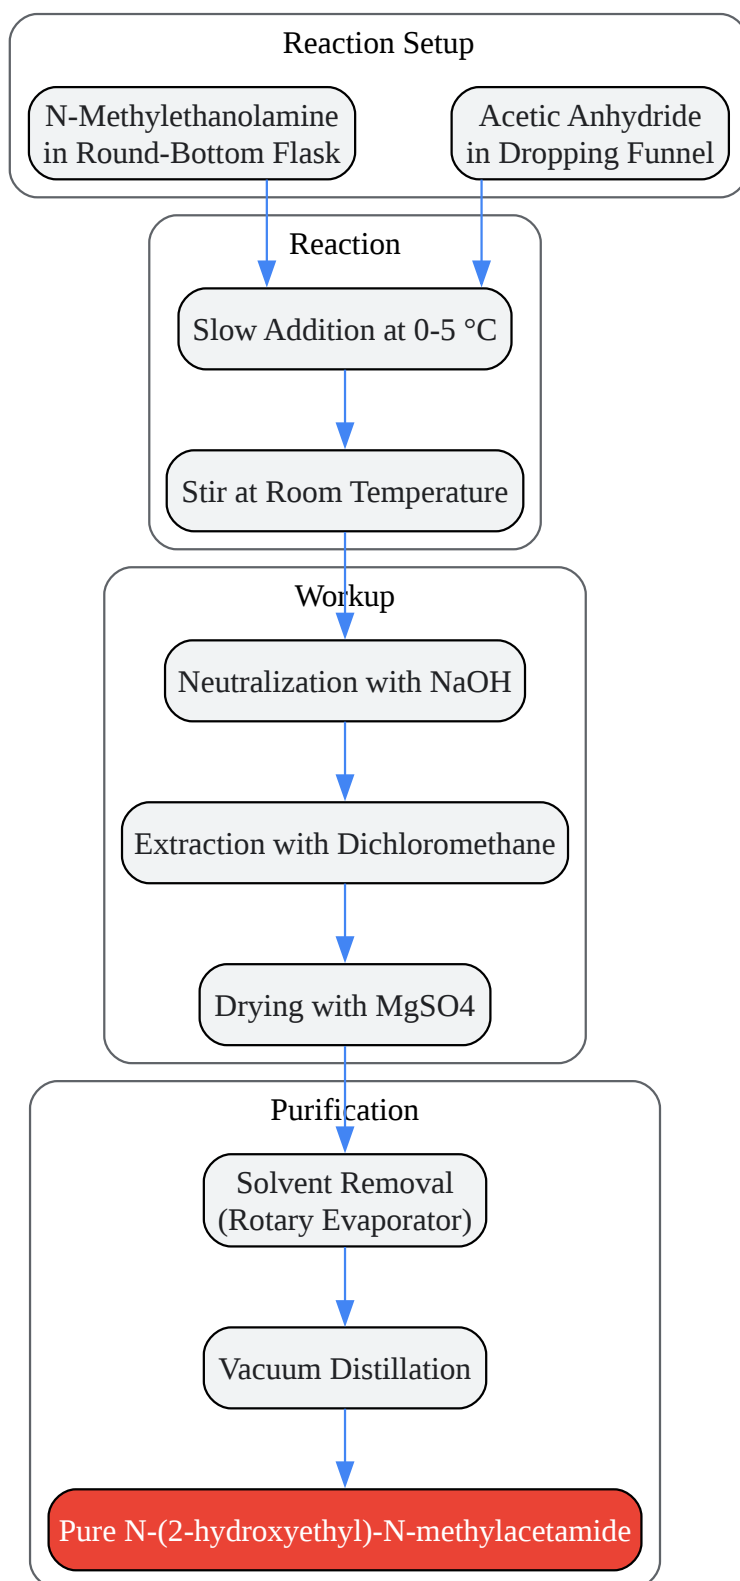 Reaction Setup
N-Methylethanolamine
in Round-Bottom Flask
Acetic Anhydride
in Dropping Funnel
Reaction
Slow Addition at 0-5 °C
Stir at Room Temperature
Workup
Neutralization with NaOH
Extraction with Dichloromethane
Drying with MgSO4
Purification
Solvent Removal
(Rotary Evaporator)
Vacuum Distillation
Pure N-(2-hydroxyethyl)-N-methylacetamide